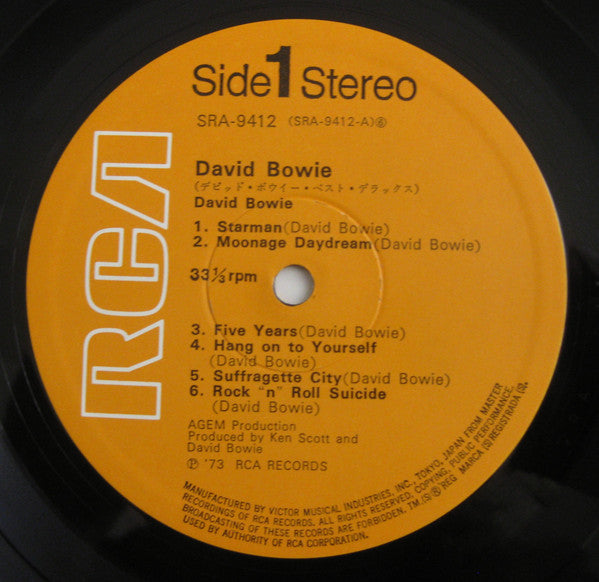 Side 1 Stereo
SRA-9412 (SRA-9412-A)⑥
David Bowie
(デビッド・ボウイー・ベスト・デラックス)
David Bowie
1. Starman(David Bowie)
2. Moonage Daydream(David Bowie)
33⅓rpm
3. Five Years(David Bowie)
4. Hang on to Yourself
(David Bowie)
5. Suffragette City(David Bowie)
6. Rock "n" Roll Suicide
(David Bowie)
AGEM Production
Produced by Ken Scott and
David Bowie
Ⓟ '73 RCA RECORDS
RCA
MANUFACTURED BY VICTOR MUSICAL INDUSTRIES, INC., TOKYO, JAPAN FROM MASTER
RECORDINGS OF RCA RECORDS. ALL RIGHTS RESERVED, COPYING, PUBLIC PERFORMANCE,
BROADCASTING OF THESE RECORDS ARE FORBIDDEN. TM.(S) ® REG MARCA (S) REGISTRADA (S).
USED BY AUTHORITY OF RCA CORPORATION.